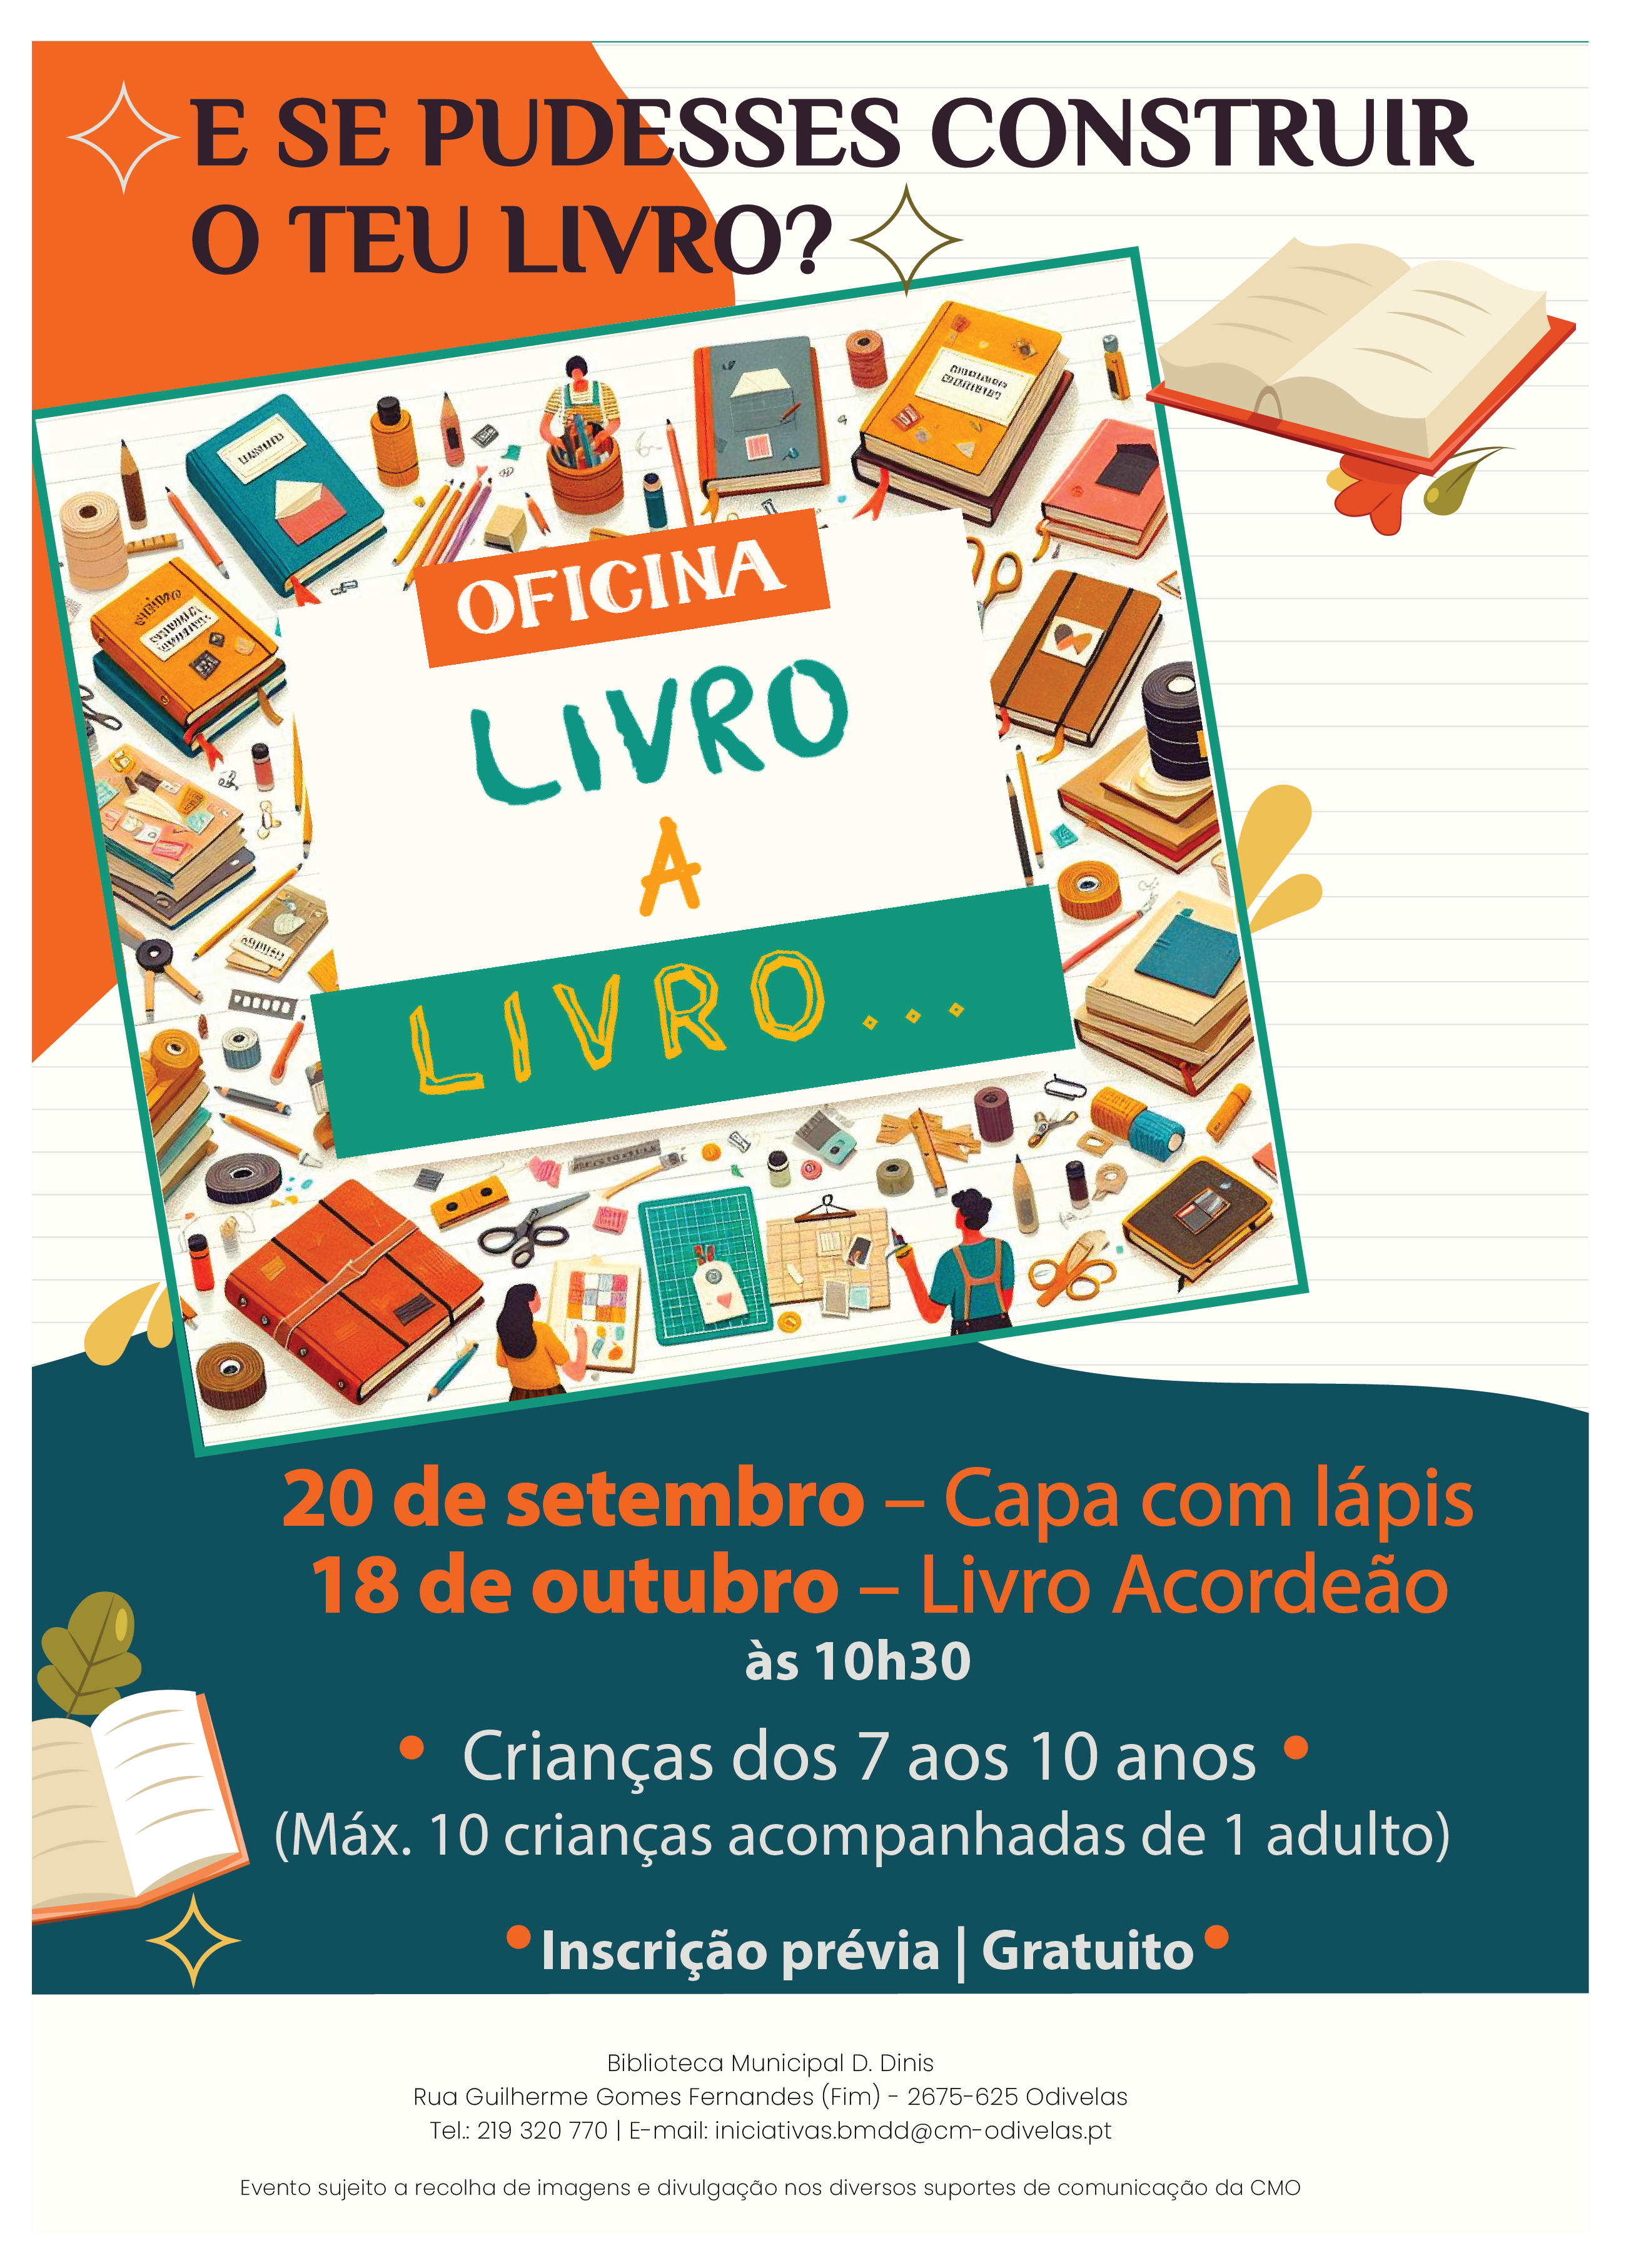 E SE PUDESSES CONSTRUIR
O TEU LIVRO?
OFICINA
LIVRO
A
LIVRO...
20 de setembro – Capa com lápis
18 de outubro – Livro Acordeão
às 10h30
• Crianças dos 7 aos 10 anos •
(Máx. 10 crianças acompanhadas de 1 adulto)
• Inscrição prévia | Gratuito •
Biblioteca Municipal D. Dinis
Rua Guilherme Gomes Fernandes (Fim) - 2675-625 Odivelas
Tel.: 219 320 770 | E-mail: iniciativas.bmdd@cm-odivelas.pt
Evento sujeito a recolha de imagens e divulgação nos diversos suportes de comunicação da CMO